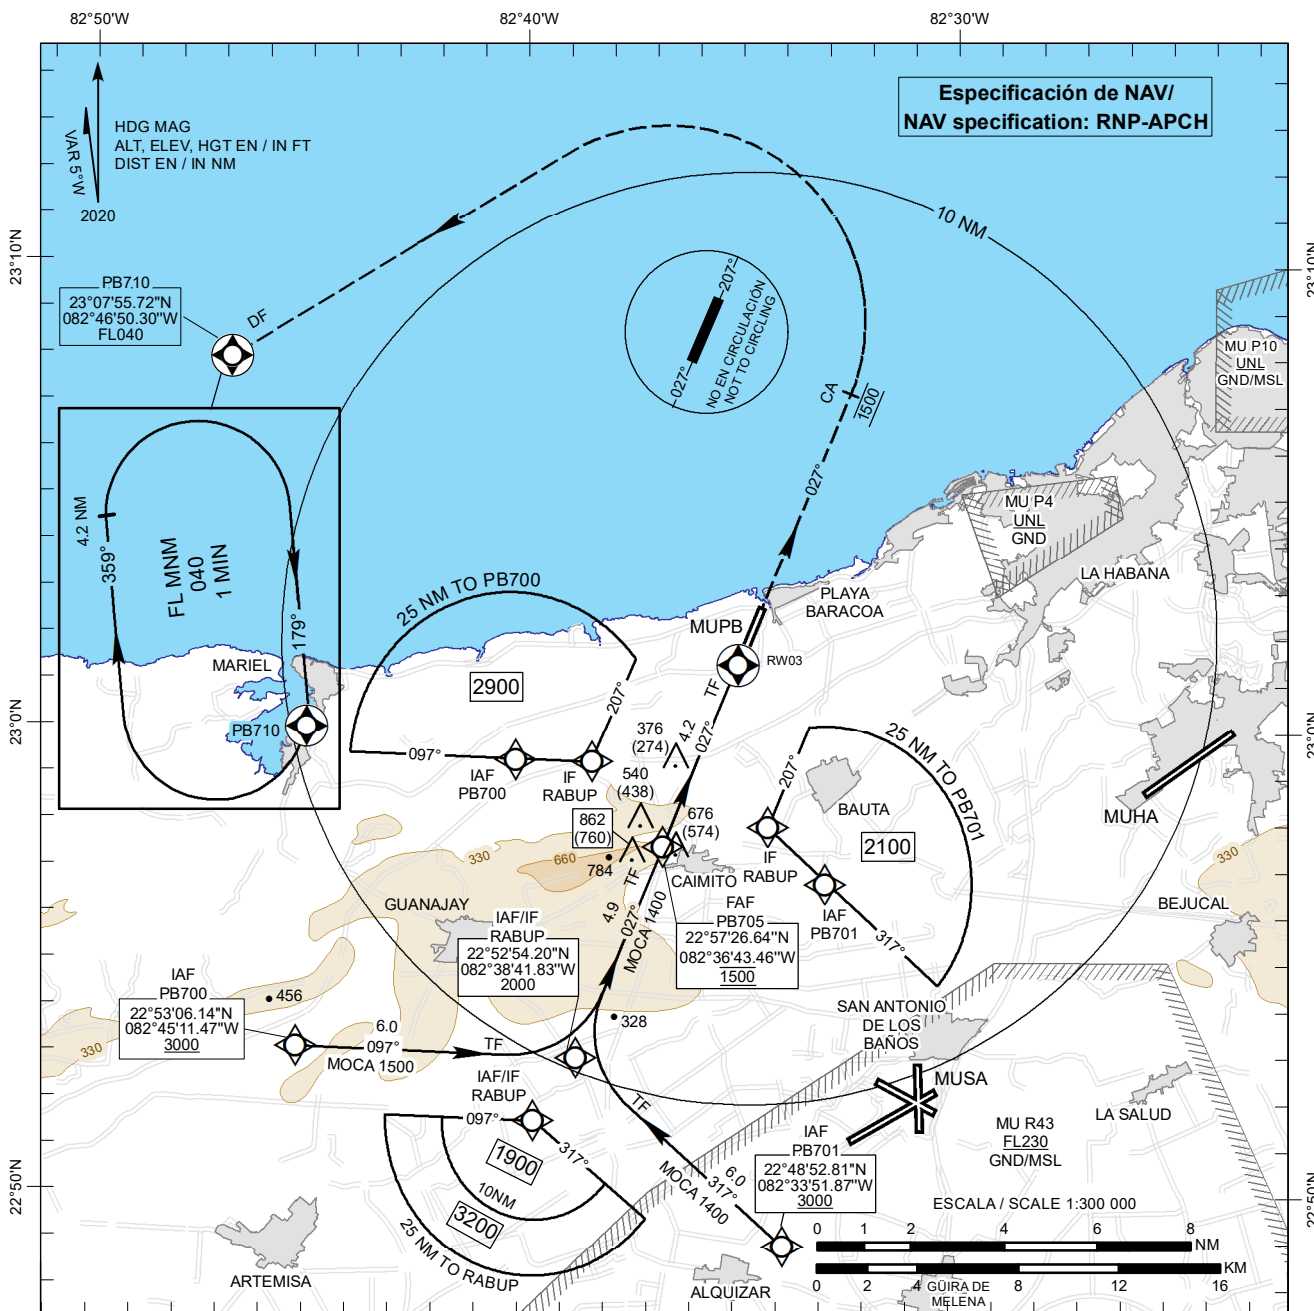 82°50'W
82°40'W
82°30'W
Especificación de NAV/
NAV specification: RNP-APCH
VAR 5°W
2020
HDG MAG
ALT, ELEV, HGT EN / IN FT
DIST EN / IN NM
10 NM
23°10'N
23°10'N
PB710
23°07'55.72"N
082°46'50.30"W
FL040
DF
207°
027°
NO EN CIRCULACIÓN
NOT TO CIRCLING
CA
1500
027°
MU P10
UNL
GND/MSL
MU P4
UNL
GND
LA HABANA
4.2 NM
359°
FL MNM
040
1 MIN
179°
MARIEL
PB710
25 NM TO PB700
2900
207°
097°
IAF
PB700
IF
RABUP
PLAYA
BARACOA
MUPB
RW03
TF
027°
4.2
376
(274)
540
(438)
676
(574)
862
(760)
784
TF
23°0'N
23°0'N
207°
25 NM TO PB701
BAUTA
2100
IF
RABUP
IAF
PB701
317°
MUHA
330
660
330
CAIMITO
FAF
PB705
22°57'26.64"N
082°36'43.46"W
1500
GUANAJAY
IAF/IF
RABUP
22°52'54.20"N
082°38'41.83"W
2000
4.9
027°
MOCA 1400
BEJUCAL
IAF
PB700
22°53'06.14"N
082°45'11.47"W
3000
456
330
6.0
097°
MOCA 1500
TF
328
SAN ANTONIO
DE LOS
BAÑOS
MUSA
LA SALUD
MU R43
FL230
GND/MSL
IAF/IF
RABUP
097°
317°
1900
10NM
3200
25 NM TO RABUP
TF
6.0
317°
MOCA 1400
IAF
PB701
22°48'52.81"N
082°33'51.87"W
3000
22°50'N
22°50'N
ESCALA / SCALE 1:300 000
0 2 4 6 8
NM
KM
0 2 4 8 12 16
ARTEMISA
ALQUIZAR
GÜIRA DE
MELENA